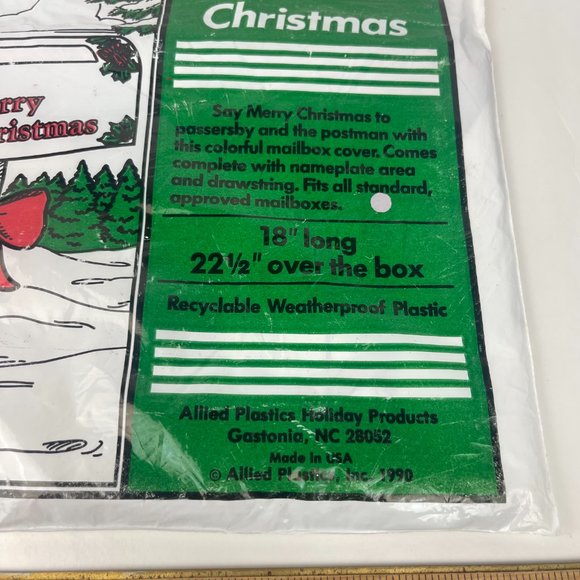 Christmas
rry
ristmas
Say Merry Christmas to
passersby and the postman with
this colorful mailbox cover. Comes
complete with nameplate area
and drawstring. Fits all standard,
approved mailboxes.
18" long
22½" over the box
Recyclable Weatherproof Plastic
Allied Plastics Holiday Products
Gastonia, NC 28052
Made in USA
© Allied Plastics, Inc. 1990